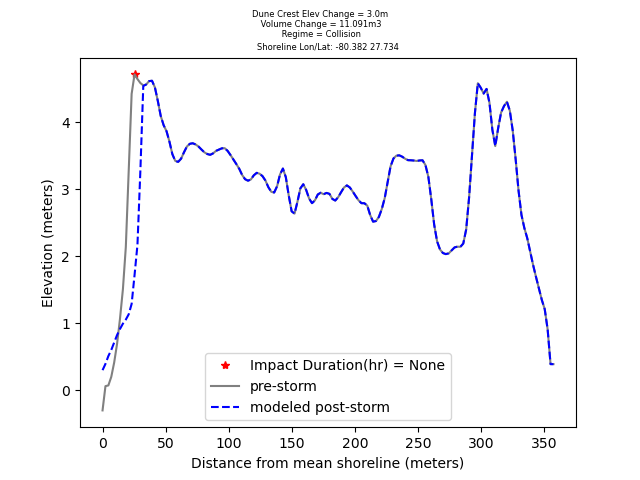 Dune Crest Elev Change = 3.0m
Volume Change = 11.091m3
Regime = Collision
Shoreline Lon/Lat: -80.382 27.734
4
3
2
1
0
Elevation (meters)
Impact Duration(hr) = None
pre-storm
modeled post-storm
0 50 100 150 200 250 300 350
Distance from mean shoreline (meters)